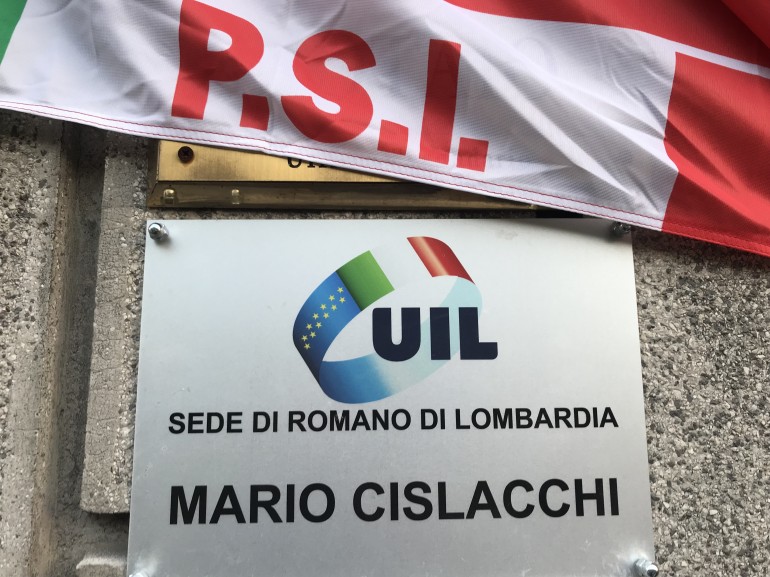 P.S.I.
UIL
SEDE DI ROMANO DI LOMBARDIA
MARIO CISLACCHI